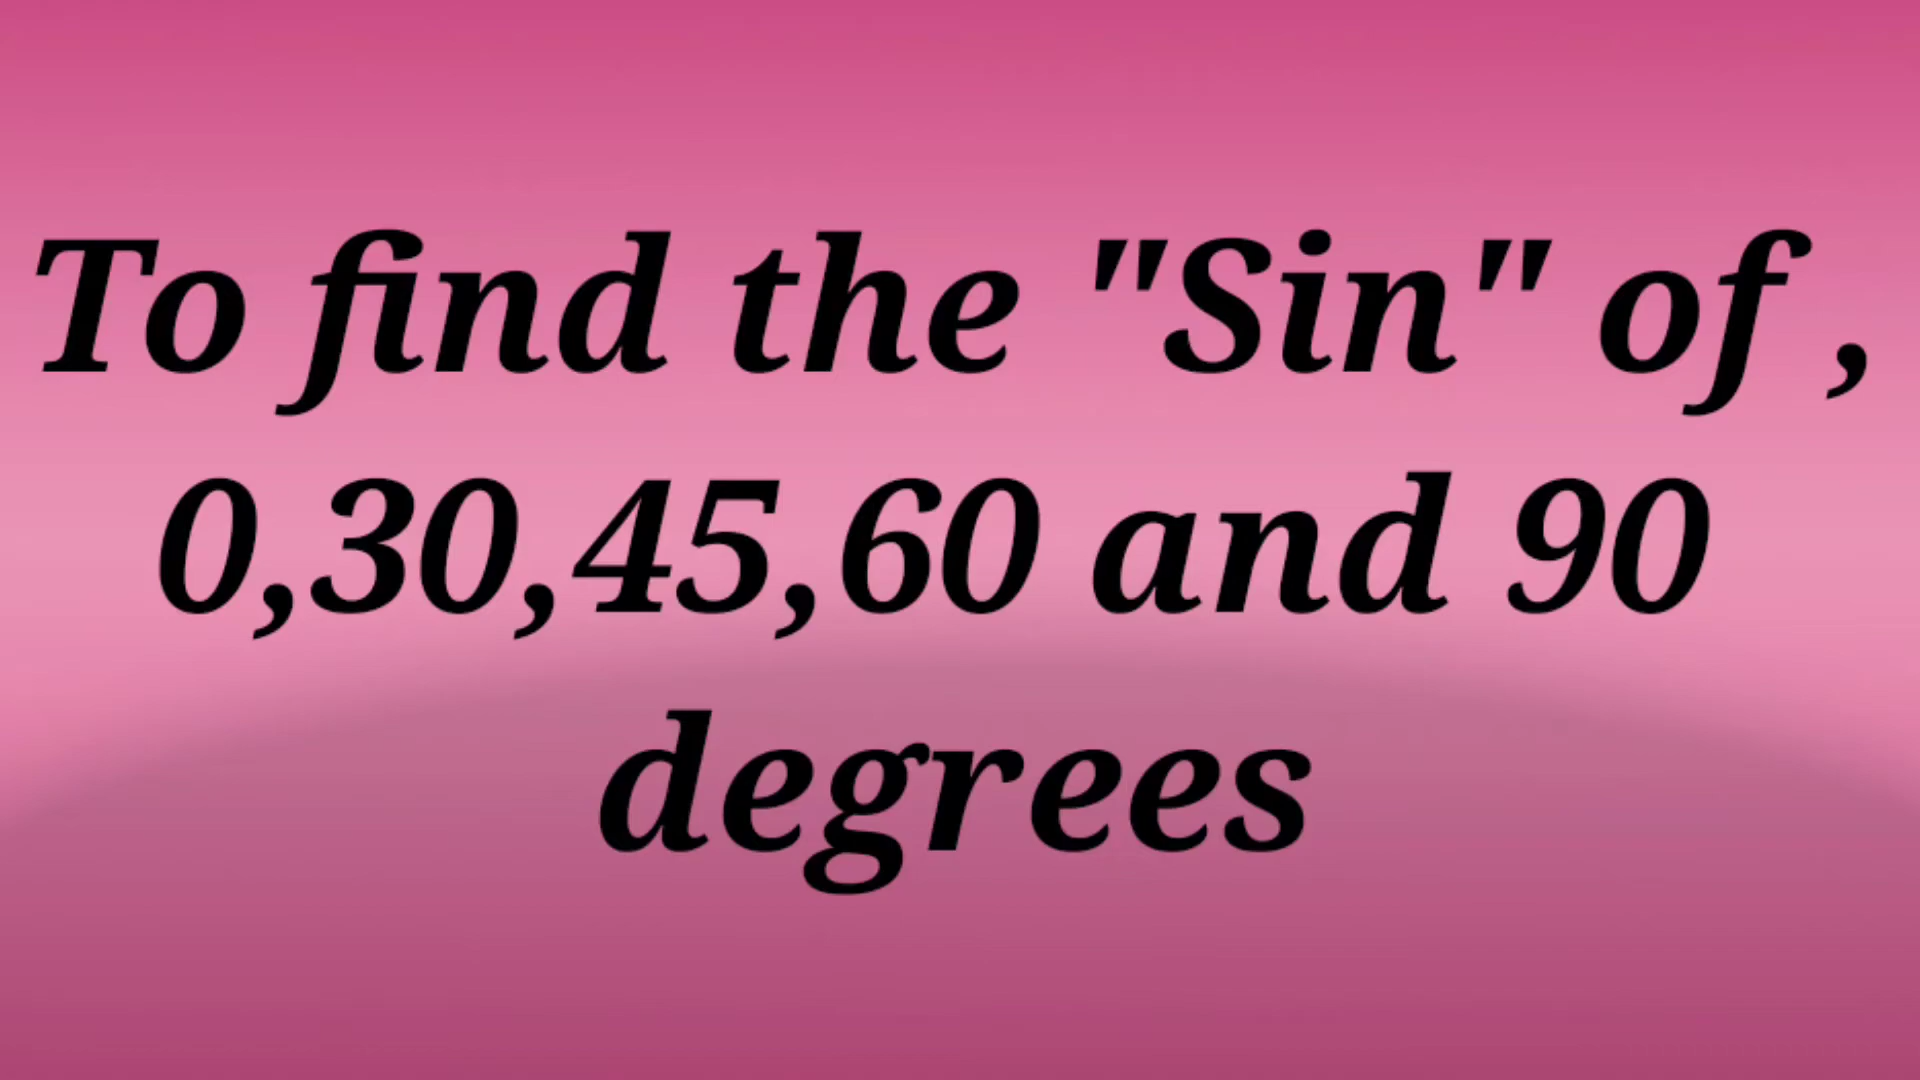 To find the "Sin" of ,
0,30,45,60 and 90
degrees